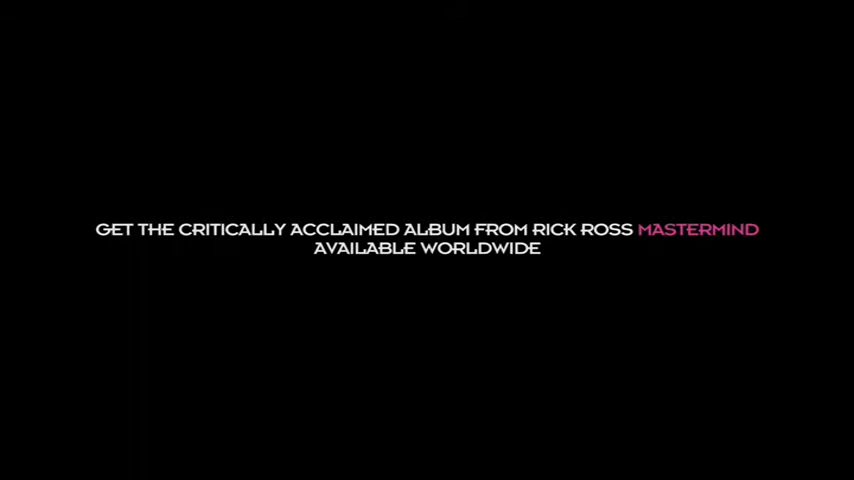 GET THE CRITICALLY ACCLAIMED ALBUM FROM RICK ROSS MASTERMIND
AVAILABLE WORLDWIDE